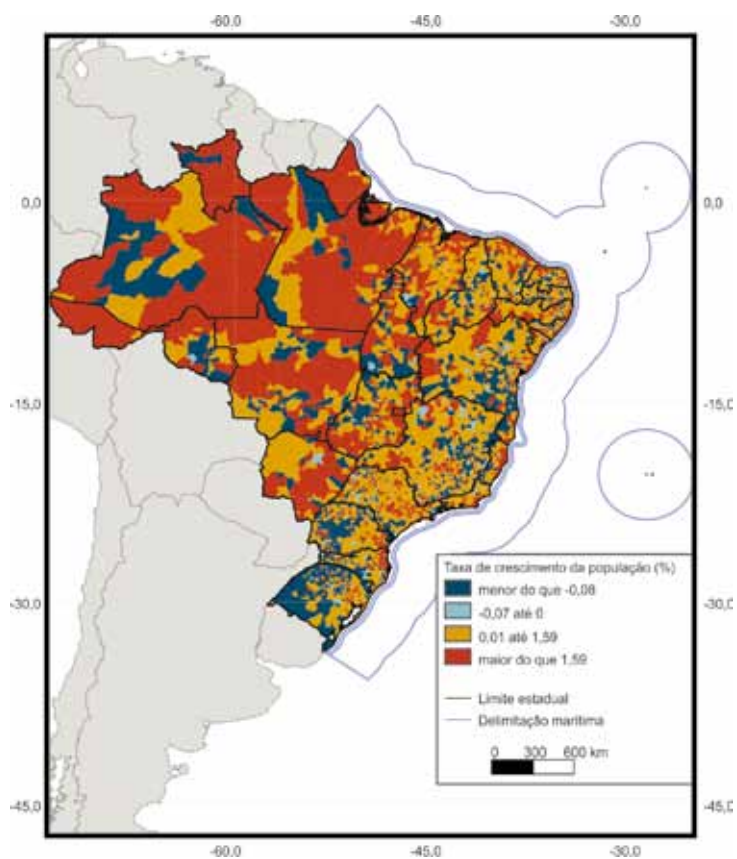 -60.0 -45.0 -30.0
0,0 0,0
-15,0 -15,0
Taxa de crescimento da população (%)
menor do que -0,08
-0,07 até 0
0,01 até 1,59
maior do que 1,59
Limite estadual
Delimitação marítima
0 300 600 km
-30,0 -30,0
-45,0 -45,0
-60.0 -45.0 -30.0